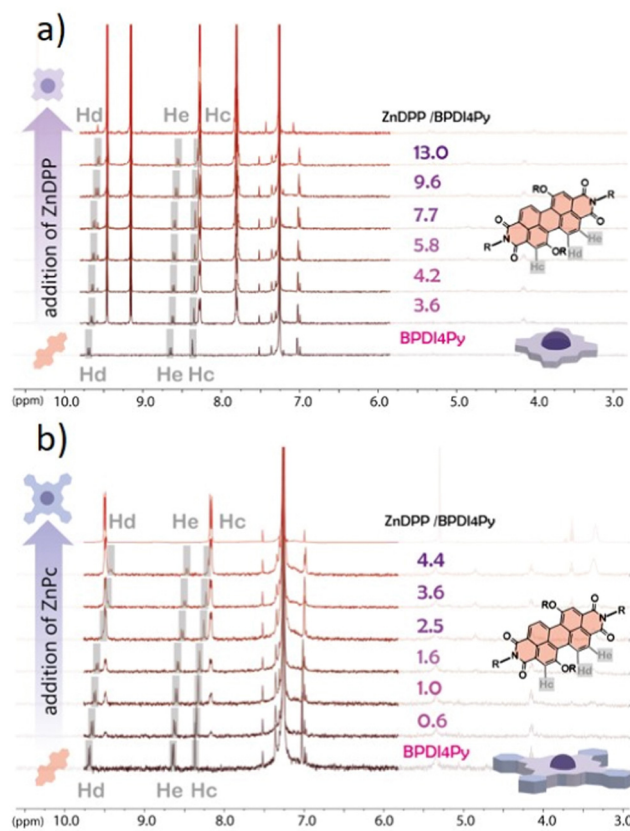 a)
Hd He Hc ZnDPP /BPDI4Py
13.0
9.6
7.7
5.8
4.2
3.6
BPDI4Py
addition of ZnDPP
RO
O
N-R
O
O
R-N
O
OR
He
Hd
Hc
Hd He Hc
(ppm) 10.0 9.0 8.0 7.0 6.0 5.0 4.0 3.0
b)
Hd He Hc ZnDPP /BPDI4Py
4.4
3.6
2.5
1.6
1.0
0.6
BPDI4Py
addition of ZnPc
RO
O
N-R
O
O
R-N
O
OR
He
Hd
Hc
Hd He Hc
(ppm) 10.0 9.0 8.0 7.0 6.0 5.0 4.0 3.0